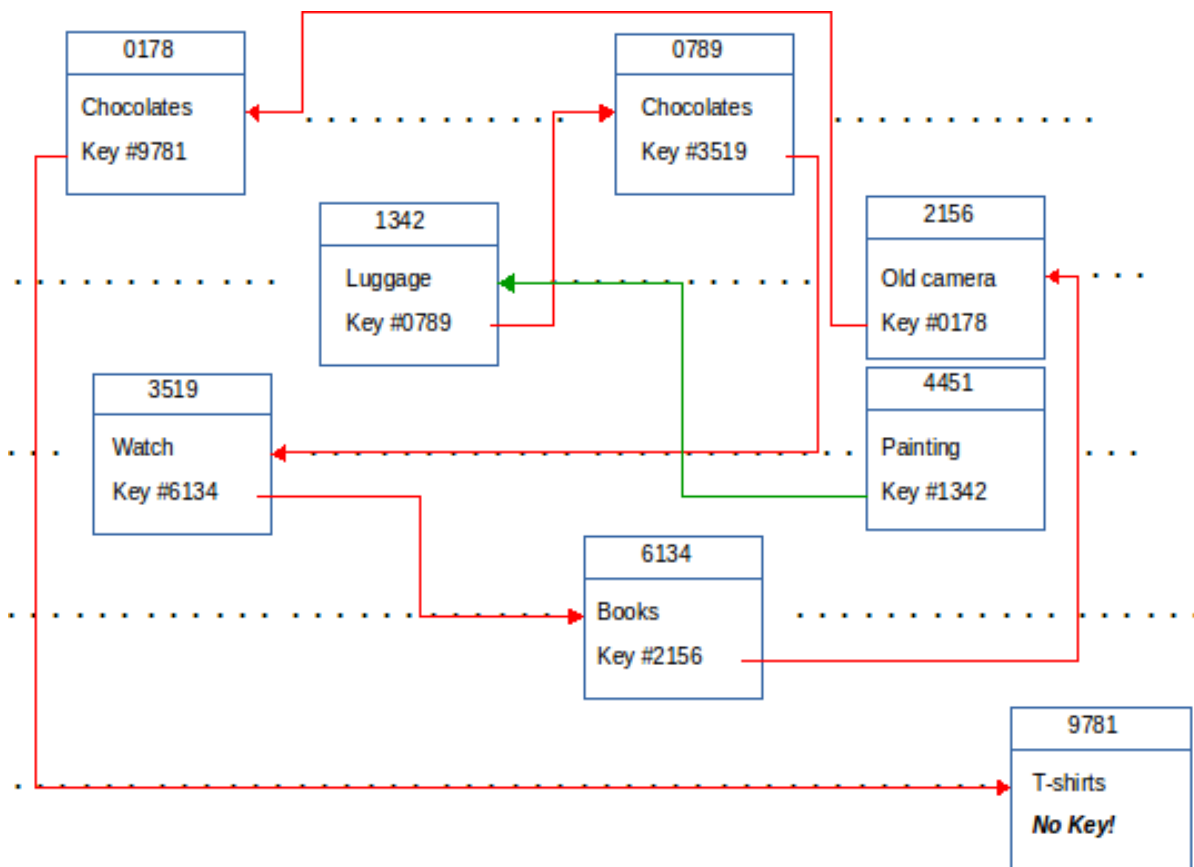 0178
Chocolates
Key #9781
0789
Chocolates
Key #3519
1342
Luggage
Key #0789
2156
Old camera
Key #0178
3519
Watch
Key #6134
4451
Painting
Key #1342
6134
Books
Key #2156
9781
T-shirts
No Key!